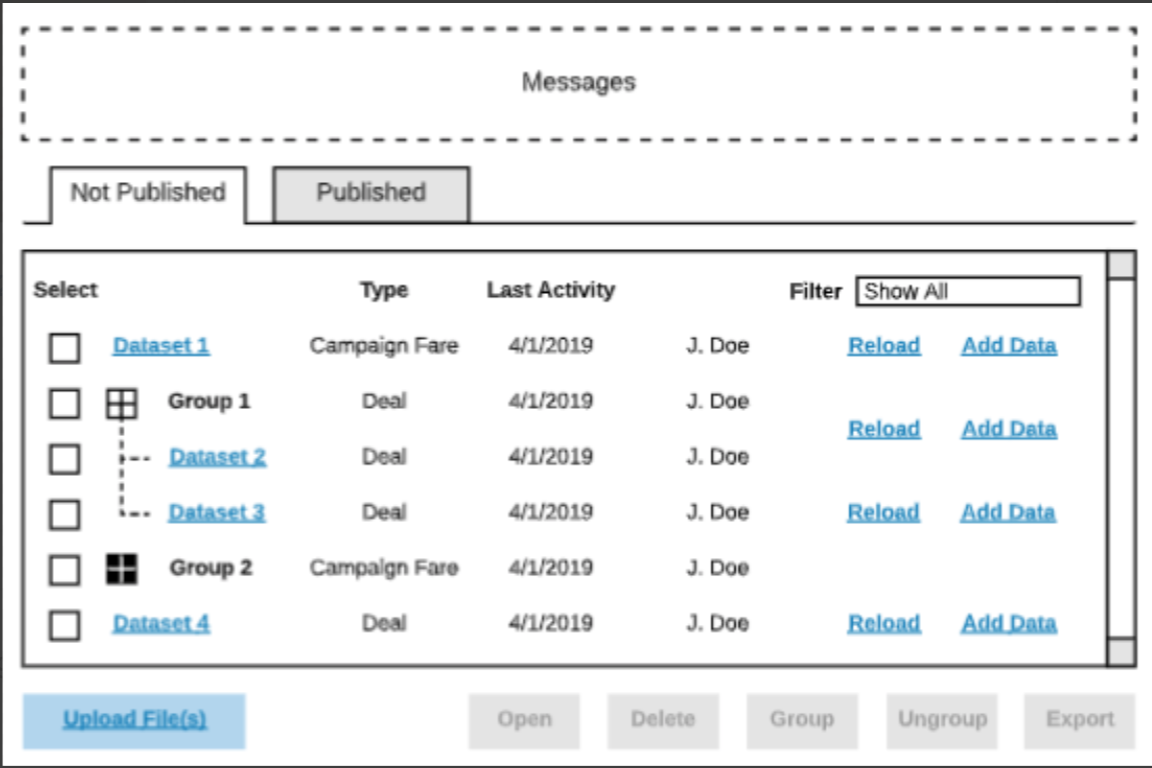 Messages
Not Published Published
Select Type Last Activity Filter Show All
Dataset 1 Campaign Fare 4/1/2019 J. Doe Reload Add Data
Group 1 Deal 4/1/2019 J. Doe
Reload Add Data
Dataset 2 Deal 4/1/2019 J. Doe
Dataset 3 Deal 4/1/2019 J. Doe Reload Add Data
Group 2 Campaign Fare 4/1/2019 J. Doe
Dataset 4 Deal 4/1/2019 J. Doe Reload Add Data
Upload File(s) Open Delete Group Ungroup Export